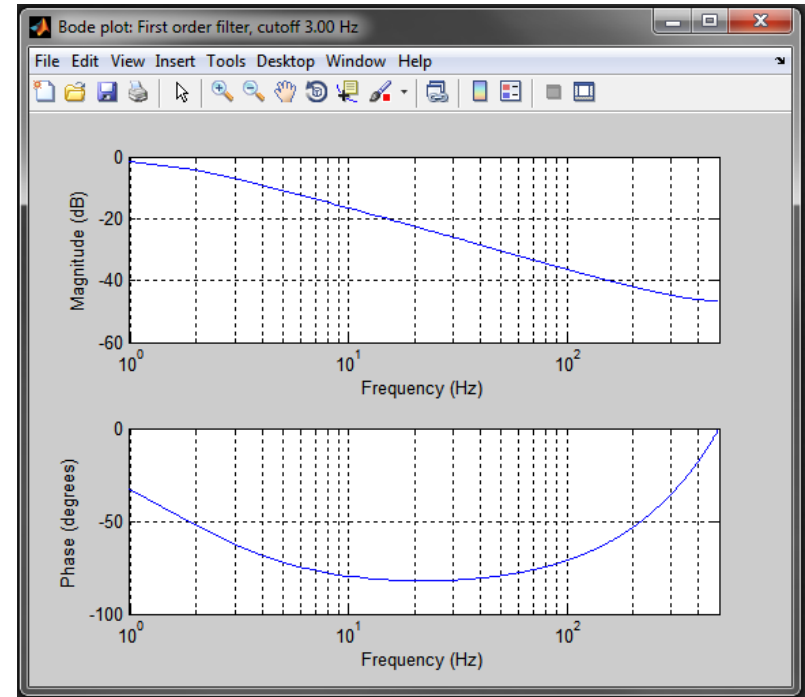 Bode plot: First order filter, cutoff 3.00 Hz
File Edit View Insert Tools Desktop Window Help
0
-20
-40
-60
Magnitude (dB)
10^0 10^1 10^2
Frequency (Hz)
0
-50
-100
Phase (degrees)
10^0 10^1 10^2
Frequency (Hz)